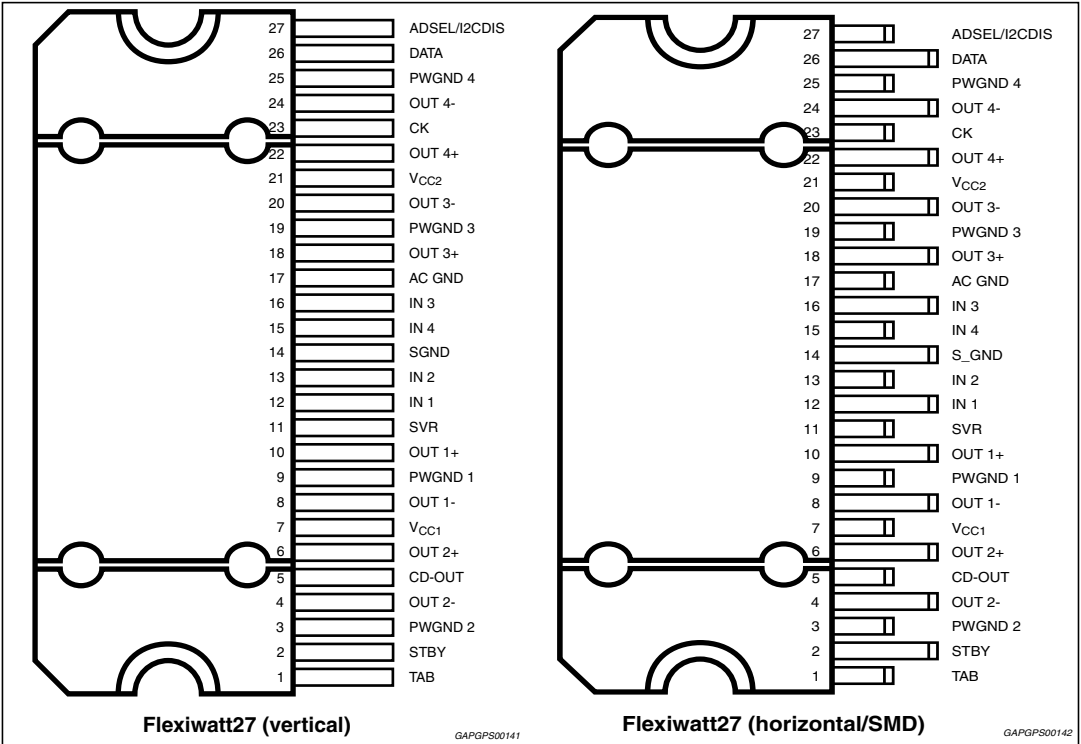 27 ADSEL/I2CDIS
26 DATA
25 PWGND 4
24 OUT 4-
23 CK
22 OUT 4+
21 VCC2
20 OUT 3-
19 PWGND 3
18 OUT 3+
17 AC GND
16 IN 3
15 IN 4
14 SGND
13 IN 2
12 IN 1
11 SVR
10 OUT 1+
9 PWGND 1
8 OUT 1-
7 VCC1
6 OUT 2+
5 CD-OUT
4 OUT 2-
3 PWGND 2
2 STBY
1 TAB
Flexiwatt27 (vertical)
GAPGPS00141
27 ADSEL/I2CDIS
26 DATA
25 PWGND 4
24 OUT 4-
23 CK
22 OUT 4+
21 VCC2
20 OUT 3-
19 PWGND 3
18 OUT 3+
17 AC GND
16 IN 3
15 IN 4
14 S_GND
13 IN 2
12 IN 1
11 SVR
10 OUT 1+
9 PWGND 1
8 OUT 1-
7 VCC1
6 OUT 2+
5 CD-OUT
4 OUT 2-
3 PWGND 2
2 STBY
1 TAB
Flexiwatt27 (horizontal/SMD)
GAPGPS00142